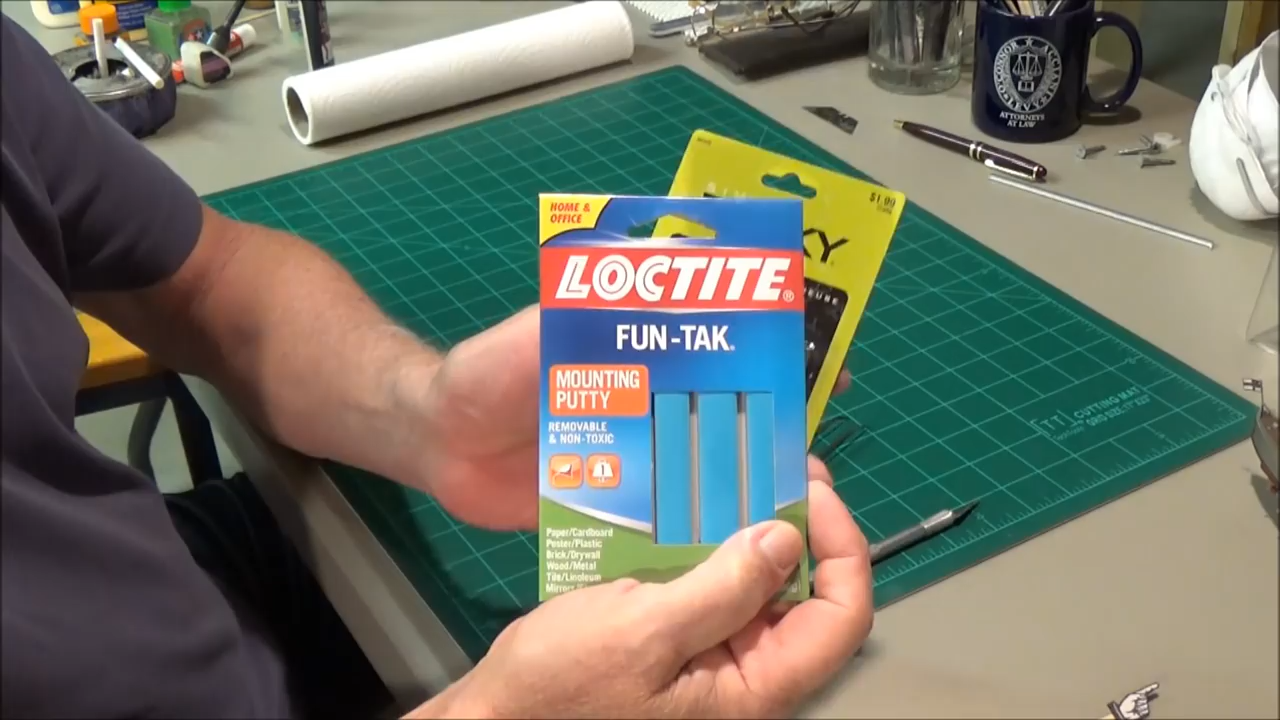 HOME &
OFFICE
LOCTITE®
FUN-TAK®
MOUNTING
PUTTY
REMOVABLE
& NON-TOXIC
Paper/Cardboard
Poster/Plastic
Brick/Drywall
Wood/Metal
Tile/Linoleum
$1.99
ATTORNEYS
AT LAW
CUTTING MAT